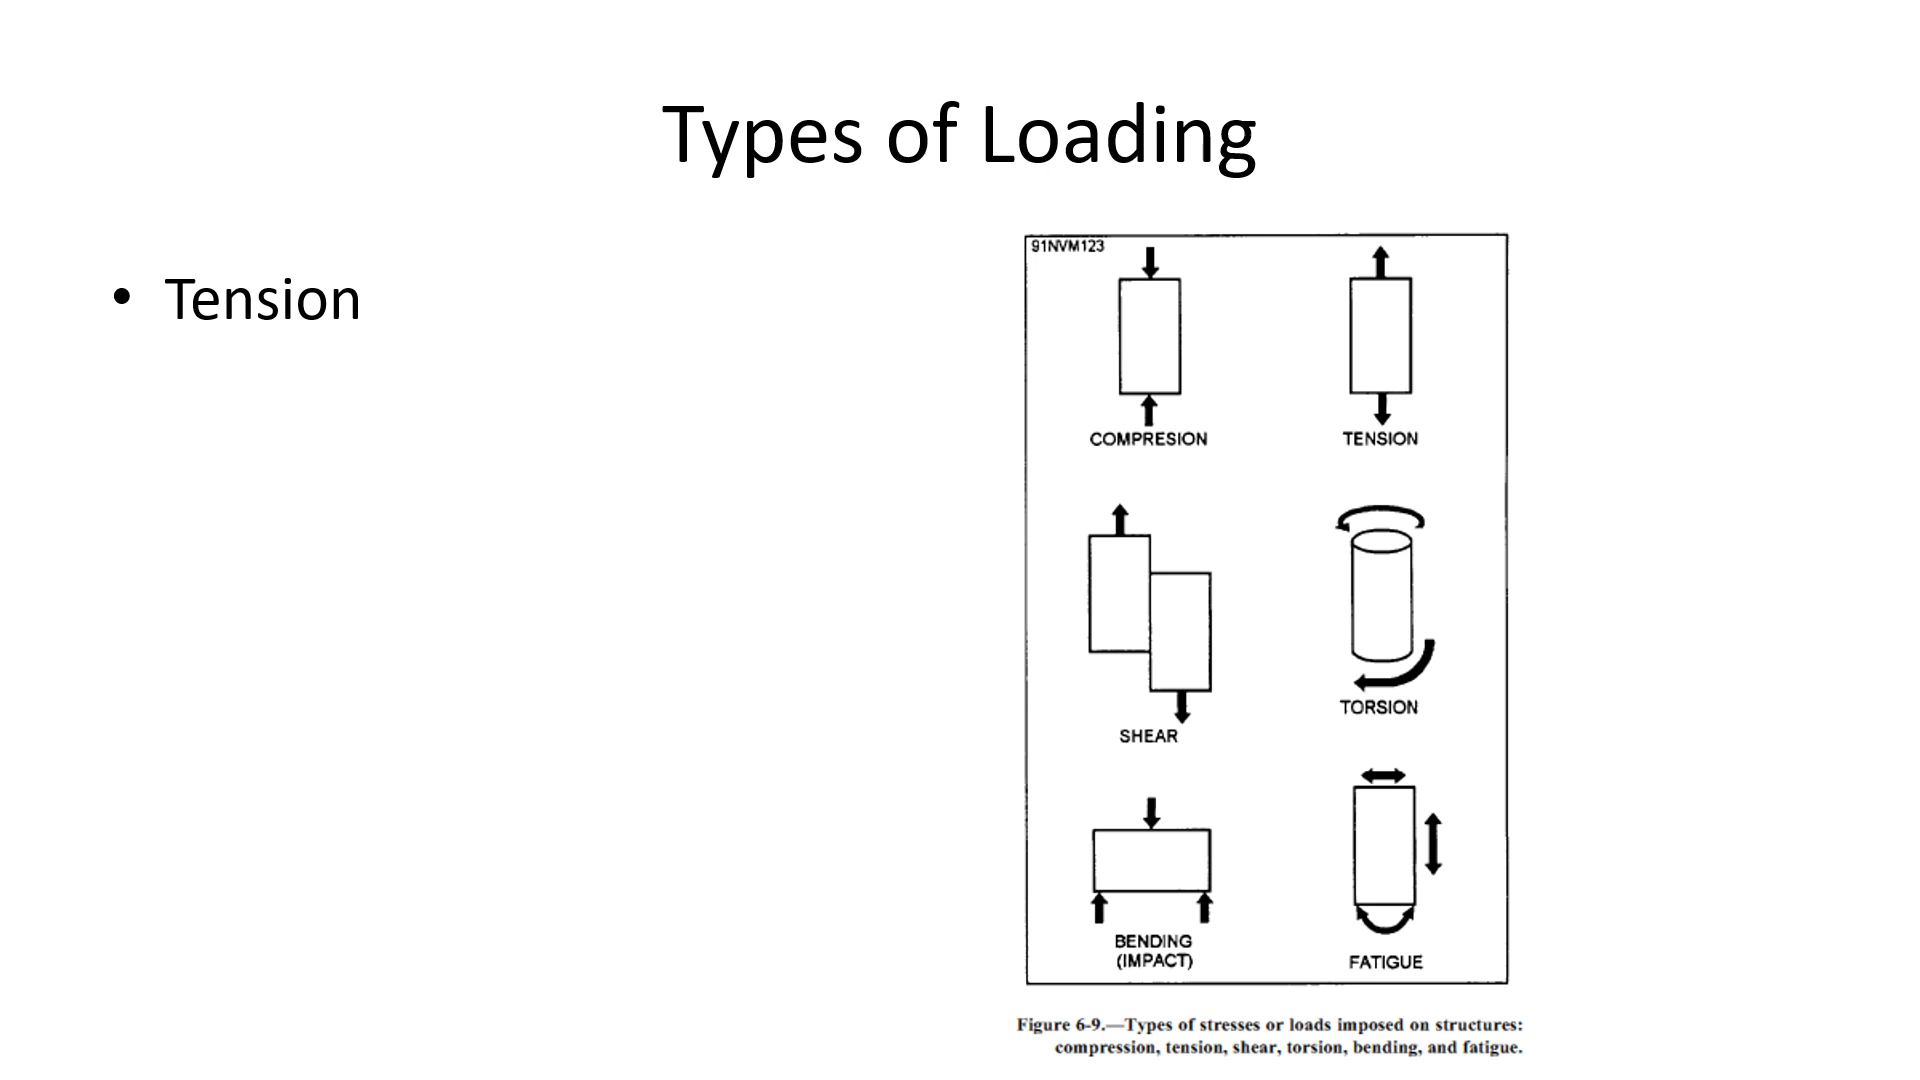 Types of Loading
• Tension
91NVM123
COMPRESION
TENSION
SHEAR
TORSION
BENDING
(IMPACT)
FATIGUE
Figure 6-9.—Types of stresses or loads imposed on structures:
compression, tension, shear, torsion, bending, and fatigue.